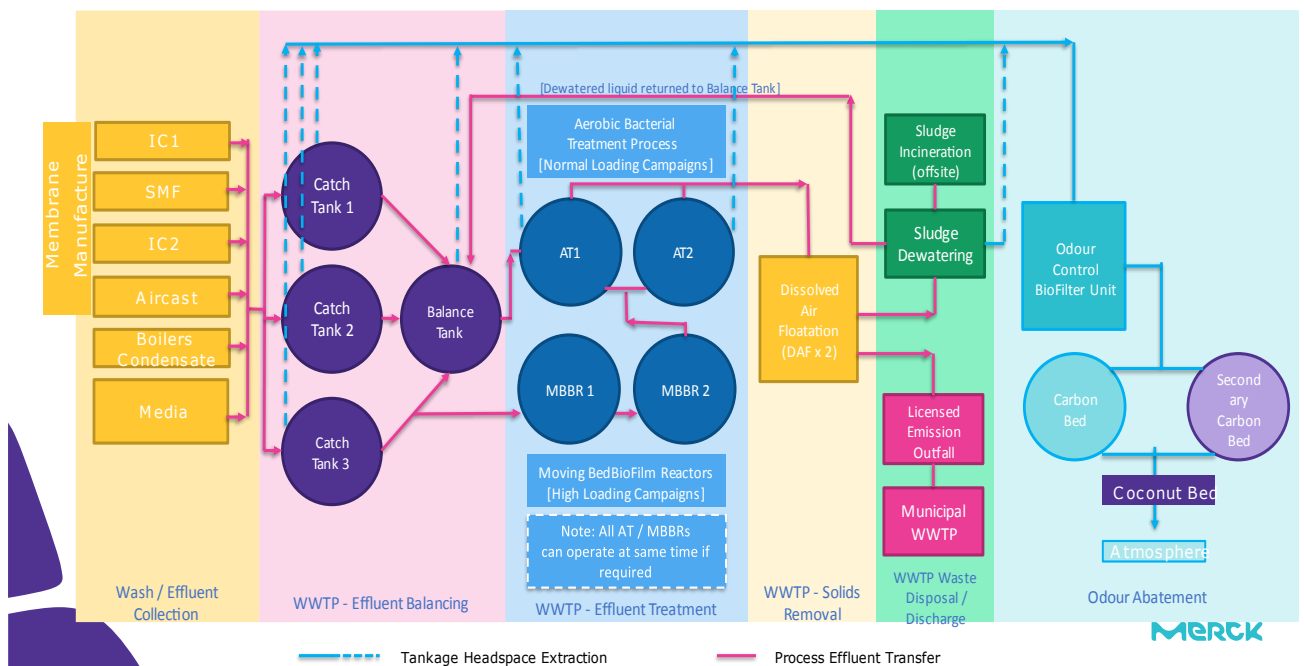 [Dewatered liquid returned to Balance Tank]
Membrane
Manufacture
IC1
SMF
IC2
Aircast
Boilers
Condensate
Media
Catch
Tank 1
Catch
Tank 2
Catch
Tank 3
Balance
Tank
Aerobic Bacterial
Treatment Process
[Normal Loading Campaigns]
AT1
AT2
MBBR 1
MBBR 2
Moving BedBioFilm Reactors
[High Loading Campaigns]
Note: All AT / MBBRs
can operate at same time if
required
Dissolved
Air
Floatation
(DAF x 2)
Sludge
Incineration
(offsite)
Sludge
Dewatering
Licensed
Emission
Outfall
Municipal
WWTP
Odour
Control
BioFilter Unit
Carbon
Bed
Second
ary
Carbon
Bed
Coconut Bed
Atmosphere
Wash / Effluent
Collection
WWTP - Effluent Balancing
WWTP - Effluent Treatment
WWTP - Solids
Removal
WWTP Waste
Disposal /
Discharge
Odour Abatement
MERCK
Tankage Headspace Extraction
Process Effluent Transfer